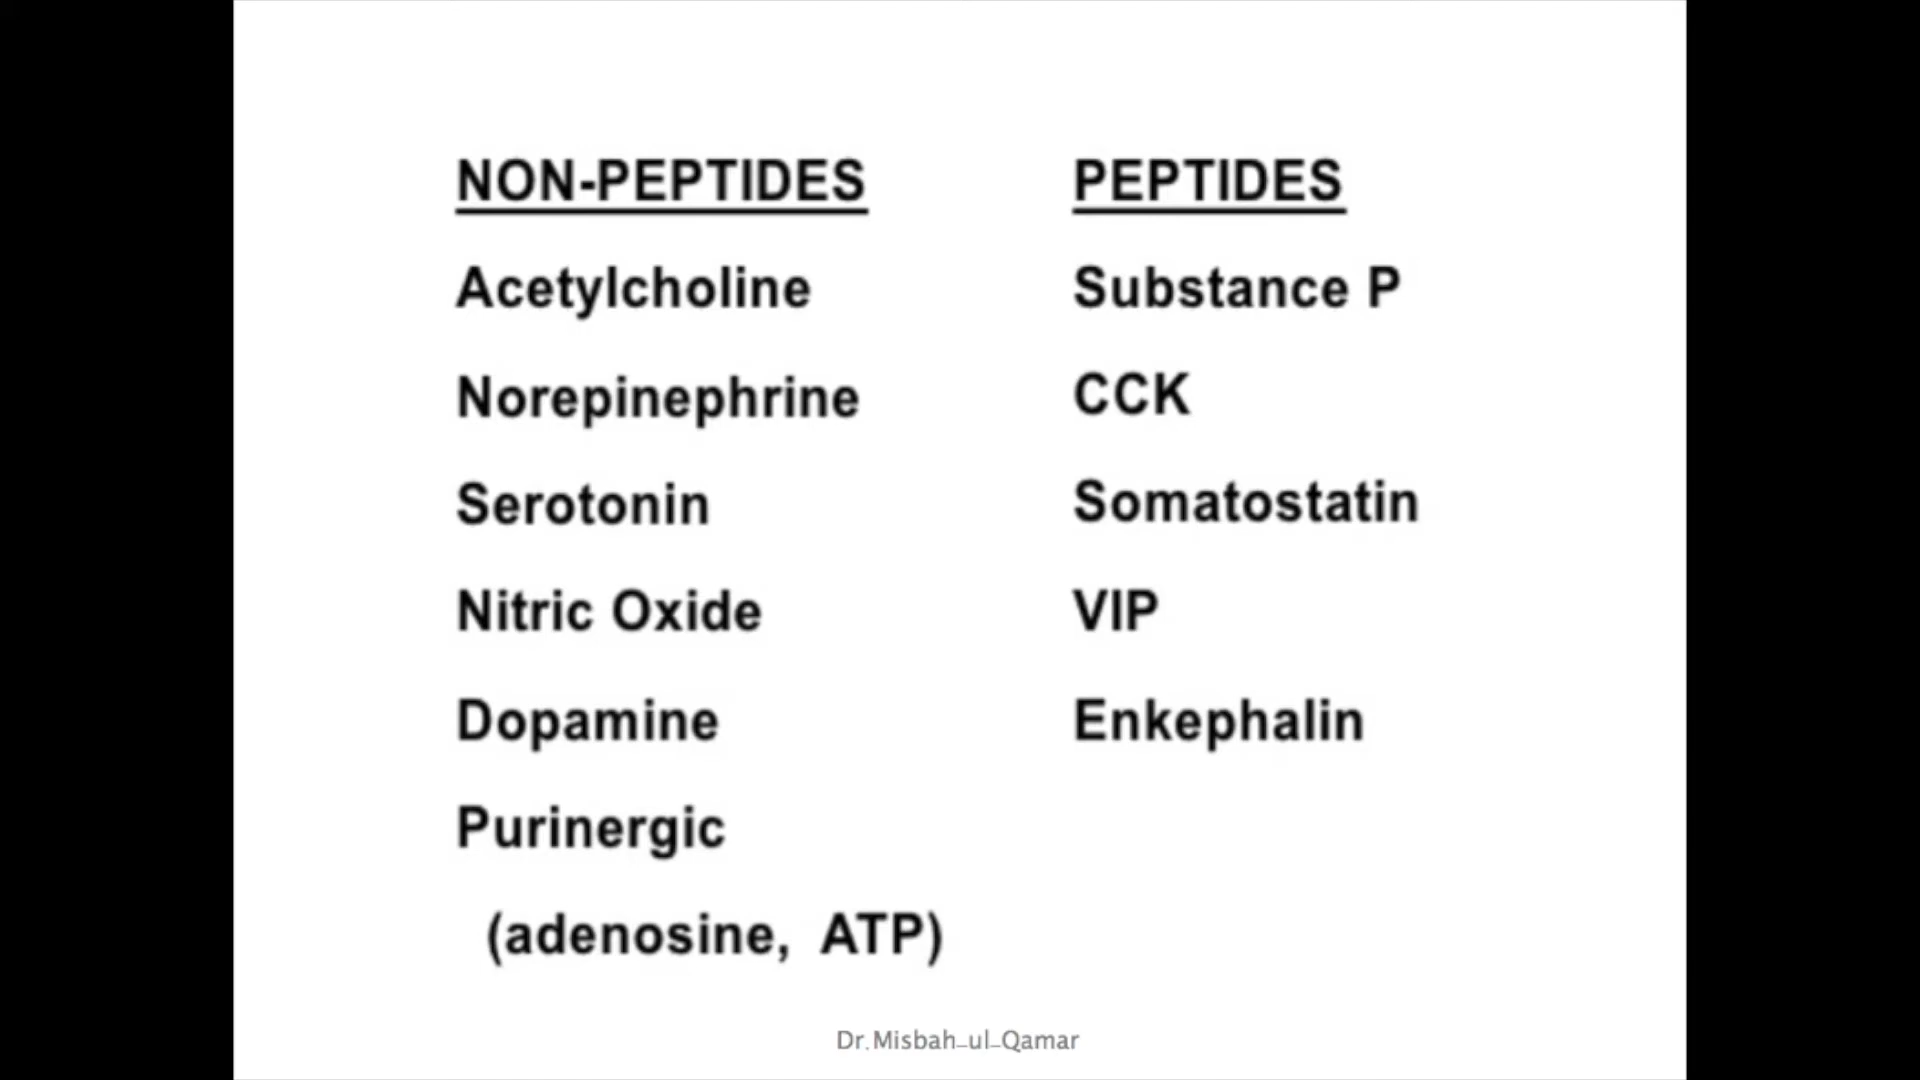 NON-PEPTIDES
Acetylcholine
Norepinephrine
Serotonin
Nitric Oxide
Dopamine
Purinergic
(adenosine, ATP)
PEPTIDES
Substance P
CCK
Somatostatin
VIP
Enkephalin
Dr.Misbah_ul_Qamar